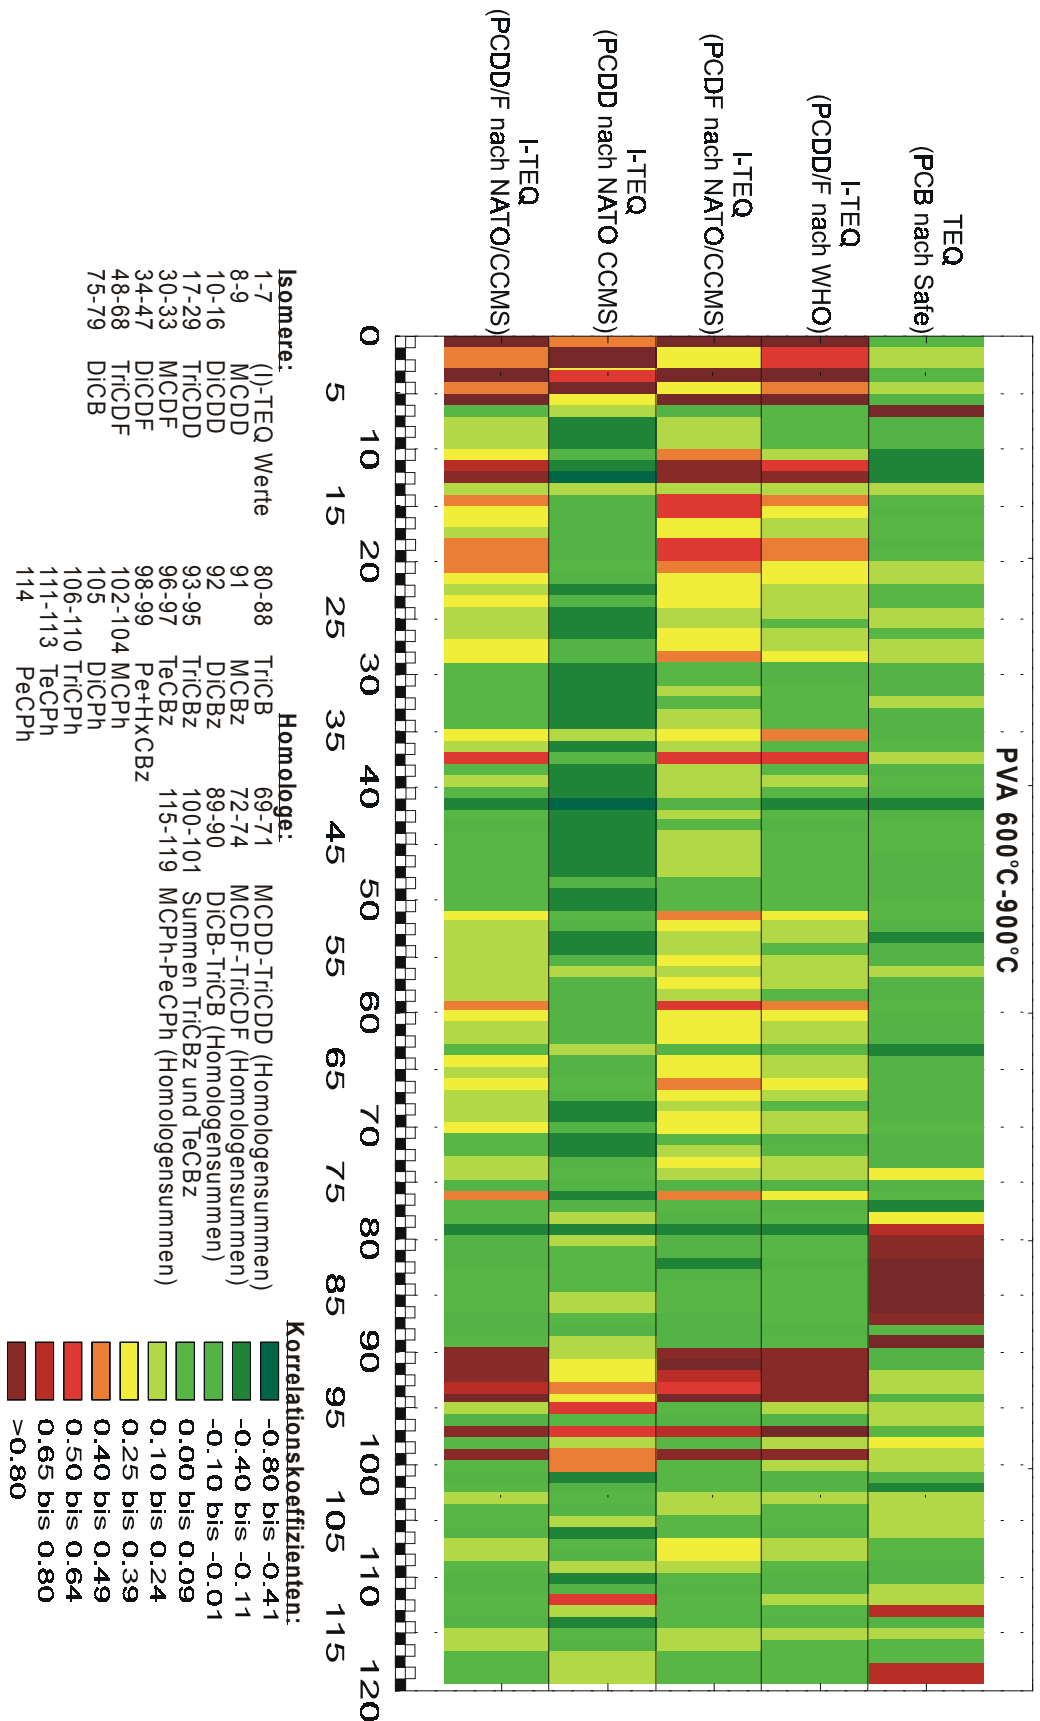 PVA 600°C-900°C
TEQ
(PCB nach Safe)
I-TEQ
(PCDD/F nach WHO)
I-TEQ
(PCDF nach NATO/CCMS)
I-TEQ
(PCDD nach NATO CCMS)
I-TEQ
(PCDD/F nach NATO/CCMS)
0 10 20 30 40 50 60 70 80 90 100 110 120
5 15 25 35 45 55 65 75 85 95 105 115
Isomere:
1-7 (I)-TEQ Werte
8-9 MCDD
10-16 DiCDD
17-29 TriCDD
30-33 MCDF
34-47 DiCDF
48-68 TriCDF
75-79 DiCB
80-88 TriCB
91 MCBz
92 DiCBz
93-95 TriCBz
96-97 TeCBz
98-99 Pe+HxCBz
102-104 MCPh
105 DiCPh
106-110 TriCPh
111-113 TeCPh
114 PeCPh
Homologe:
69-71 MCDD-TriCDD (Homologensummen)
72-74 MCDF-TriCDF (Homologensummen)
89-90 DiCB-TriCB (Homologensummen)
100-101 Summen TriCBz und TeCBz
115-119 MCPh-PeCPh (Homologensummen)
Korrelationskoeffizienten:
-0.80 bis -0.41
-0.40 bis -0.11
-0.10 bis -0.01
0.00 bis 0.09
0.10 bis 0.24
0.25 bis 0.39
0.40 bis 0.49
0.50 bis 0.64
0.65 bis 0.80
>0.80